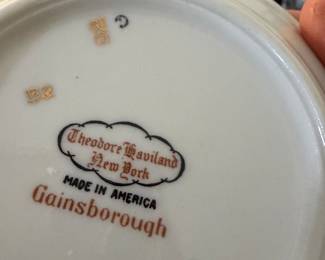 Theodore Haviland
New York
MADE IN AMERICA
Gainsborough